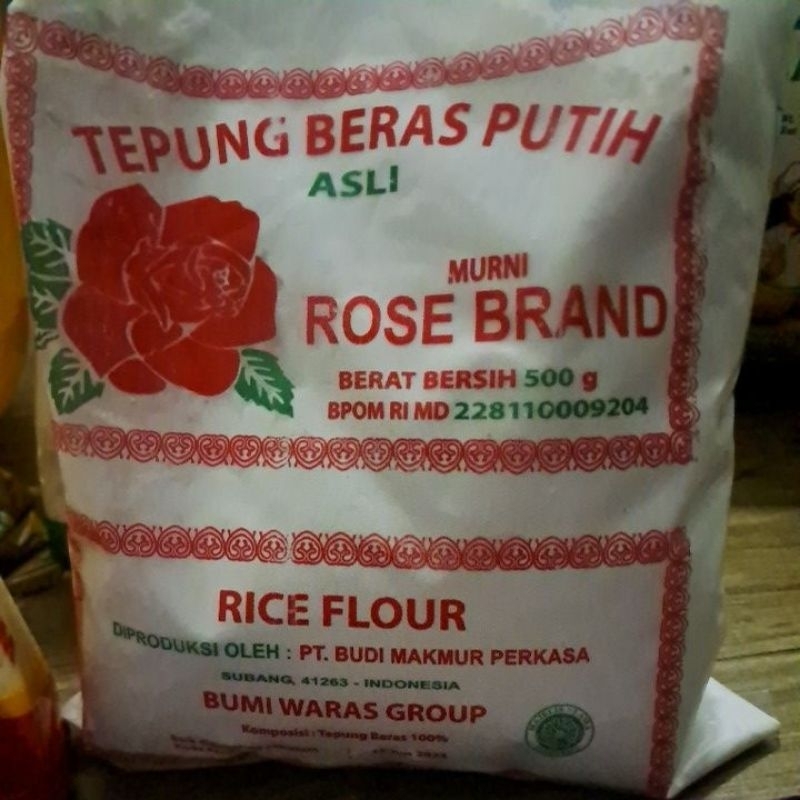 TEPUNG BERAS PUTIH
ASLI
MURNI
ROSE BRAND
BERAT BERSIH 500 g
BPOM RI MD 228110009204
RICE FLOUR
DIPRODUKSI OLEH : PT. BUDI MAKMUR PERKASA
SUBANG, 41263 - INDONESIA
BUMI WARAS GROUP
Komposisi : Tepung Beras 100%